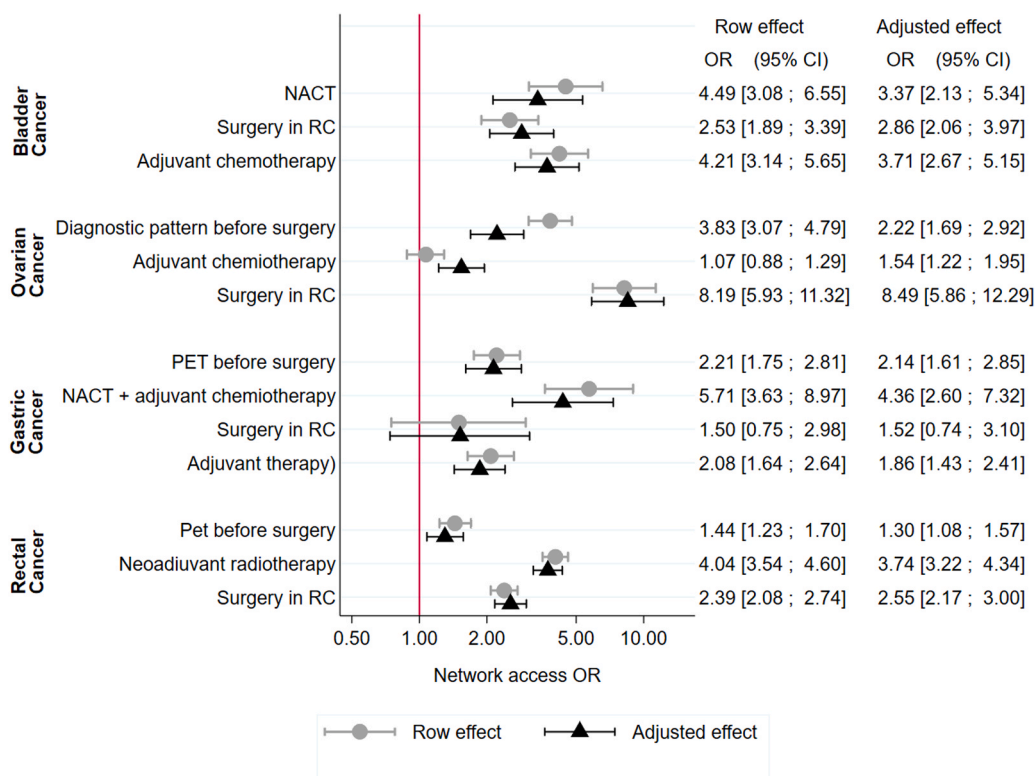 Row effect Adjusted effect
OR (95% CI) OR (95% CI)
Bladder
Cancer
NACT 4.49 [3.08 ; 6.55] 3.37 [2.13 ; 5.34]
Surgery in RC 2.53 [1.89 ; 3.39] 2.86 [2.06 ; 3.97]
Adjuvant chemotherapy 4.21 [3.14 ; 5.65] 3.71 [2.67 ; 5.15]
Ovarian
Cancer
Diagnostic pattern before surgery 3.83 [3.07 ; 4.79] 2.22 [1.69 ; 2.92]
Adjuvant chemiotherapy 1.07 [0.88 ; 1.29] 1.54 [1.22 ; 1.95]
Surgery in RC 8.19 [5.93 ; 11.32] 8.49 [5.86 ; 12.29]
Gastric
Cancer
PET before surgery 2.21 [1.75 ; 2.81] 2.14 [1.61 ; 2.85]
NACT + adjuvant chemiotherapy 5.71 [3.63 ; 8.97] 4.36 [2.60 ; 7.32]
Surgery in RC 1.50 [0.75 ; 2.98] 1.52 [0.74 ; 3.10]
Adjuvant therapy) 2.08 [1.64 ; 2.64] 1.86 [1.43 ; 2.41]
Rectal
Cancer
Pet before surgery 1.44 [1.23 ; 1.70] 1.30 [1.08 ; 1.57]
Neoadiuvant radiotherapy 4.04 [3.54 ; 4.60] 3.74 [3.22 ; 4.34]
Surgery in RC 2.39 [2.08 ; 2.74] 2.55 [2.17 ; 3.00]
0.50 1.00 2.00 5.00 10.00
Network access OR
Row effect Adjusted effect